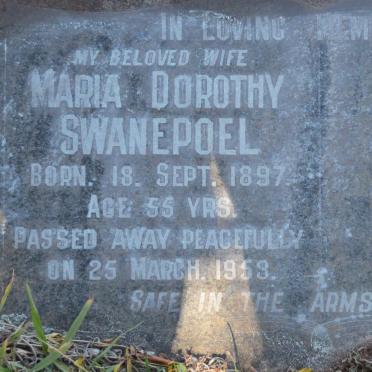 IN LOVING MEM
MY BELOVED WIFE
MARIA DOROTHY
SWANEPOEL
BORN. 18. SEPT. 1897.
AGE 55 YRS.
PASSED AWAY PEACEFULLY
ON 25 MARCH. 1953.
SAFE IN THE ARMS